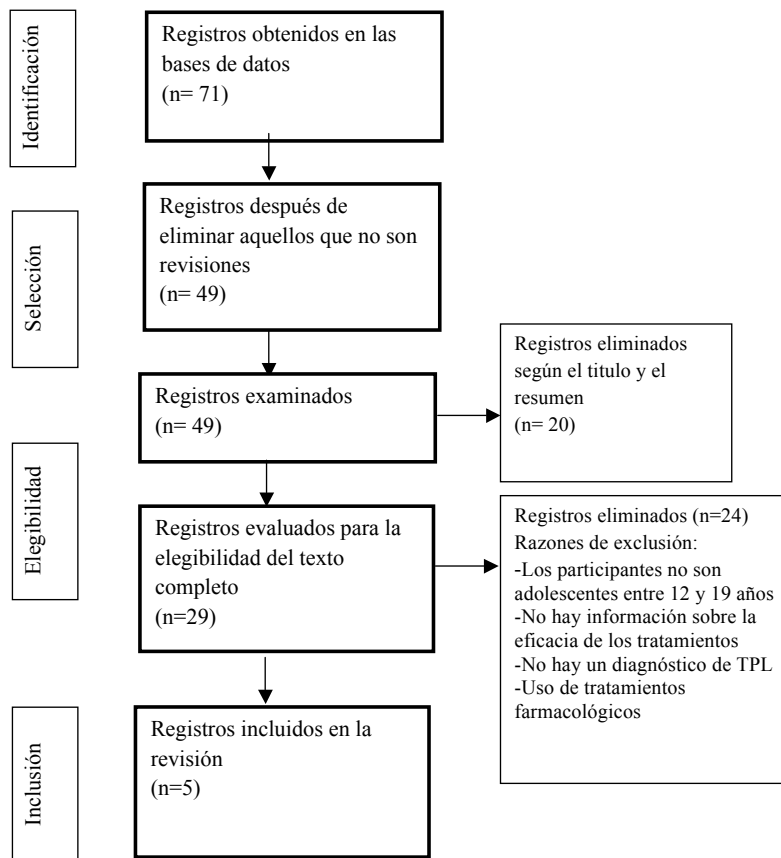 Identificación
Registros obtenidos en las
bases de datos
(n= 71)
Selección
Registros después de
eliminar aquellos que no son
revisiones
(n= 49)
Registros examinados
(n= 49)
Registros eliminados
según el titulo y el
resumen
(n= 20)
Elegibilidad
Registros evaluados para la
elegibilidad del texto
completo
(n=29)
Registros eliminados (n=24)
Razones de exclusión:
-Los participantes no son
adolescentes entre 12 y 19 años
-No hay información sobre la
eficacia de los tratamientos
-No hay un diagnóstico de TPL
-Uso de tratamientos
farmacológicos
Inclusión
Registros incluidos en la
revisión
(n=5)